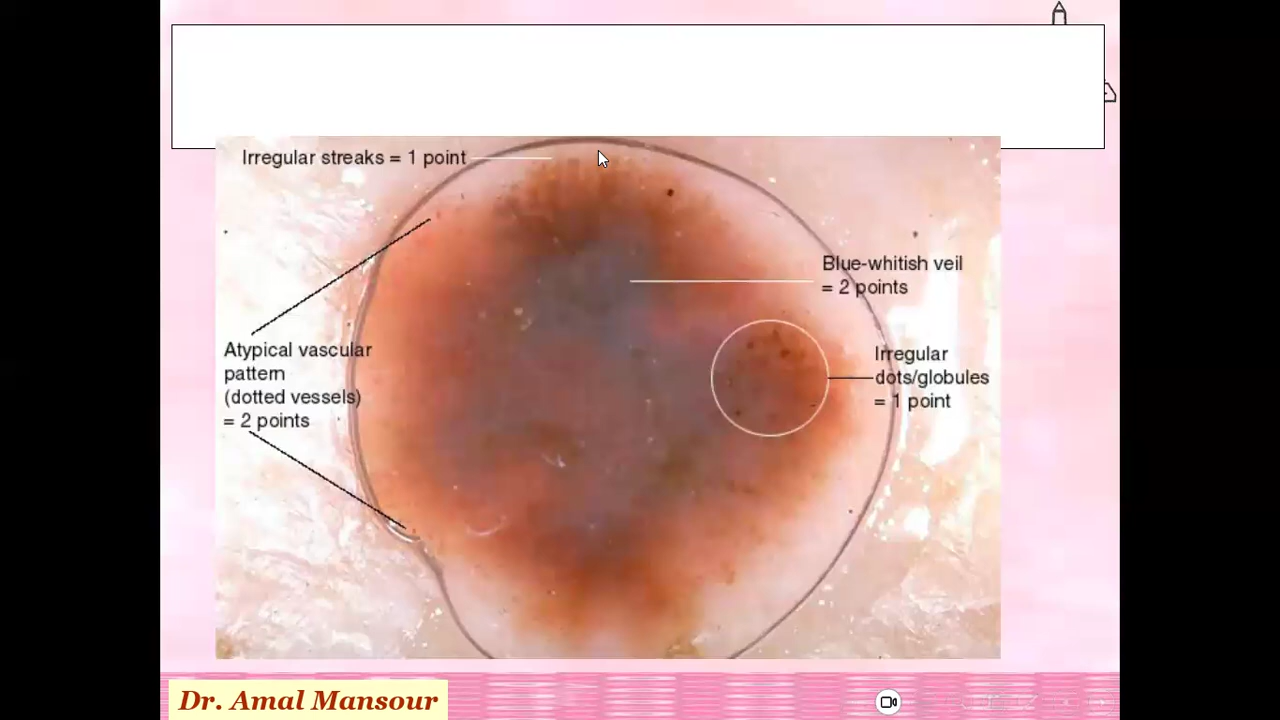 Irregular streaks = 1 point
Blue-whitish veil
= 2 points
Atypical vascular
pattern
(dotted vessels)
= 2 points
Irregular
dots/globules
= 1 point
Dr. Amal Mansour